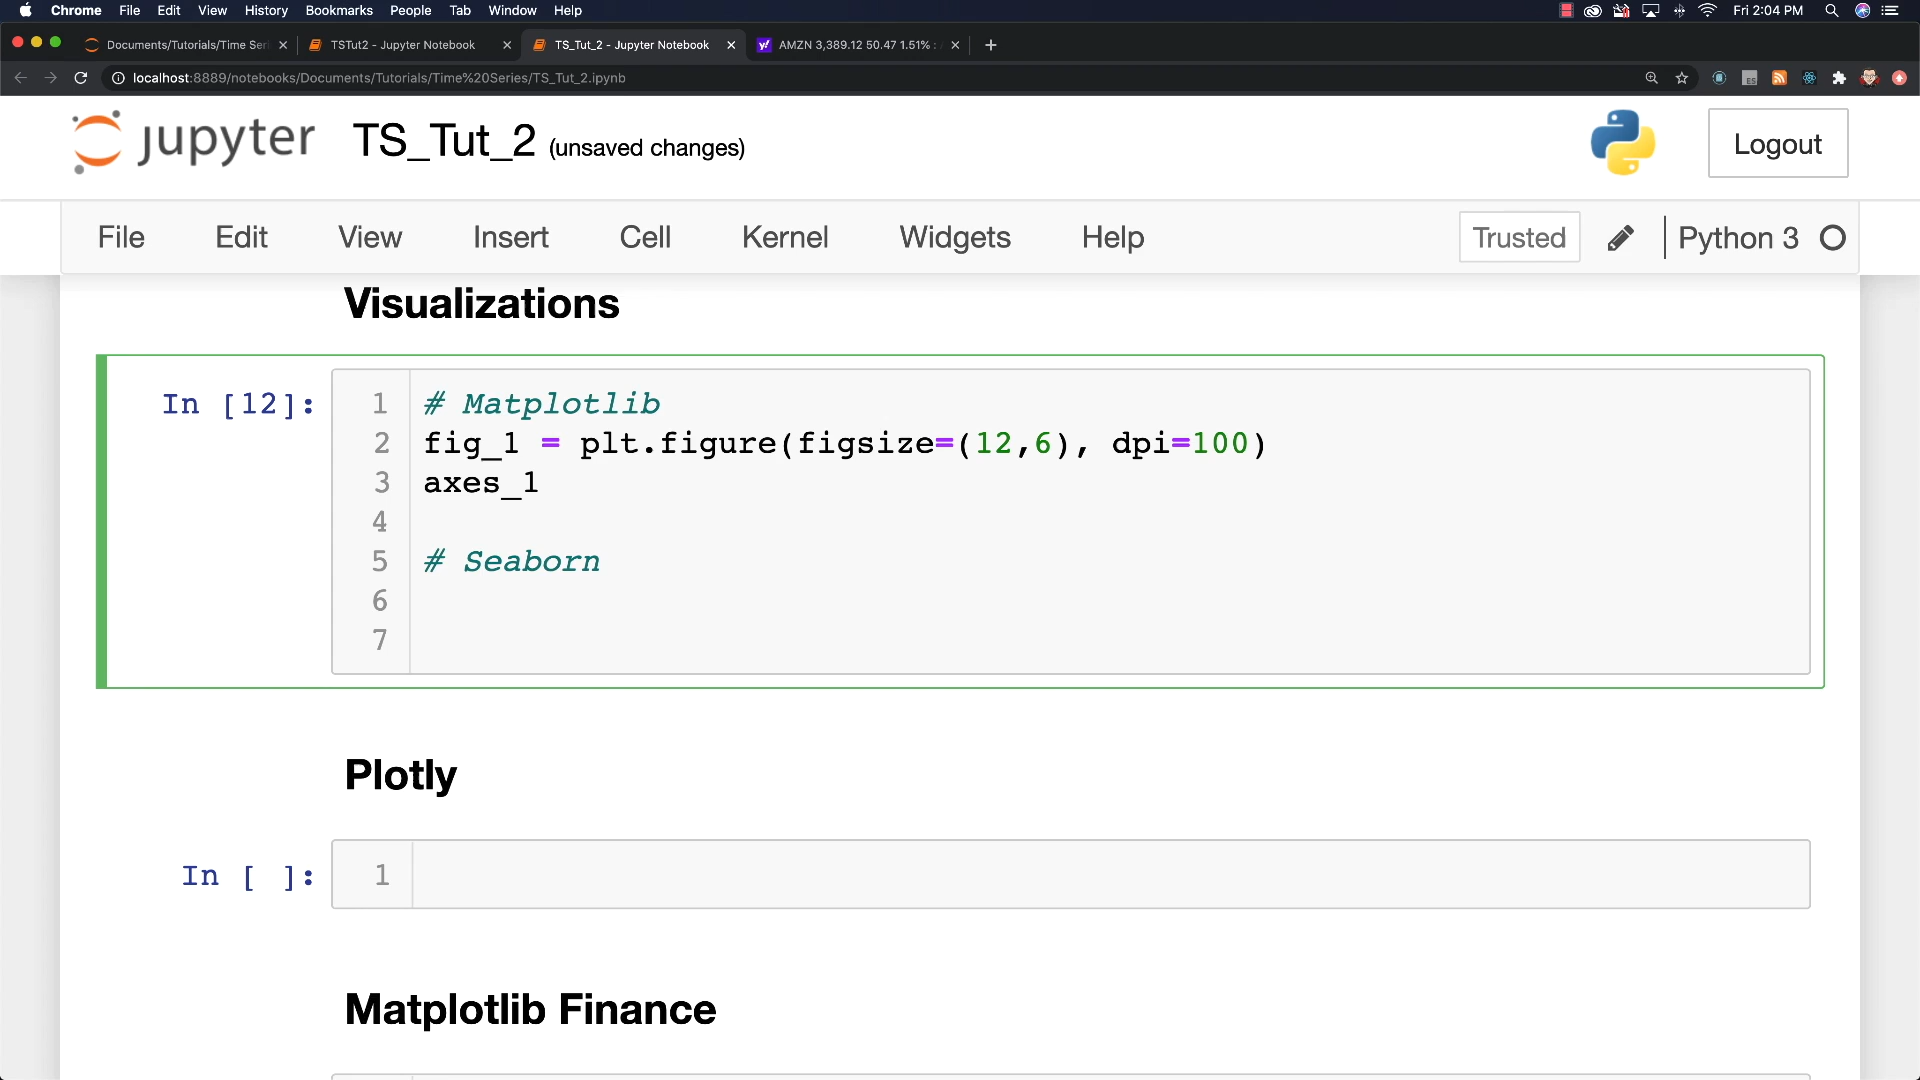 Chrome File Edit View History Bookmarks People Tab Window Help Fri 2:04 PM
Documents/Tutorials/Time Ser TSTut2 - Jupyter Notebook TS_Tut_2 - Jupyter Notebook y! AMZN 3,389.12 50.47 1.51% :
localhost:8889/notebooks/Documents/Tutorials/Time%20Series/TS_Tut_2.ipynb
jupyter TS_Tut_2 (unsaved changes) Logout
File Edit View Insert Cell Kernel Widgets Help Trusted Python 3
Visualizations
In [12]: 1 # Matplotlib
2 fig_1 = plt.figure(figsize=(12,6), dpi=100)
3 axes_1
4
5 # Seaborn
6
7
Plotly
In [ ]: 1
Matplotlib Finance